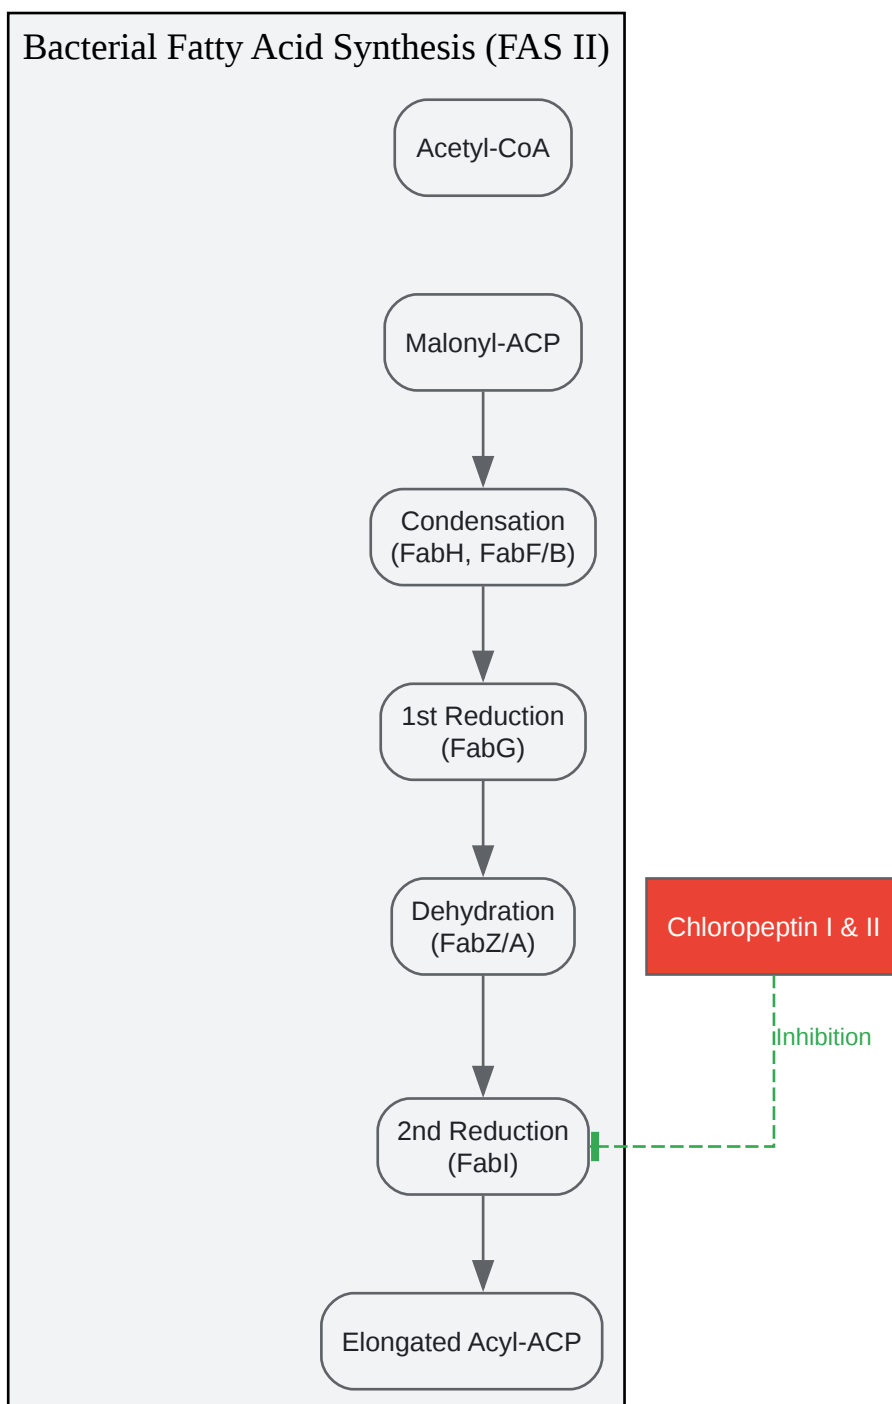 Bacterial Fatty Acid Synthesis (FAS II)
Acetyl-CoA
Malonyl-ACP
Condensation
(FabH, FabF/B)
1st Reduction
(FabG)
Dehydration
(FabZ/A)
Chloropeptin I & II
Inhibition
2nd Reduction
(FabI)
Elongated Acyl-ACP